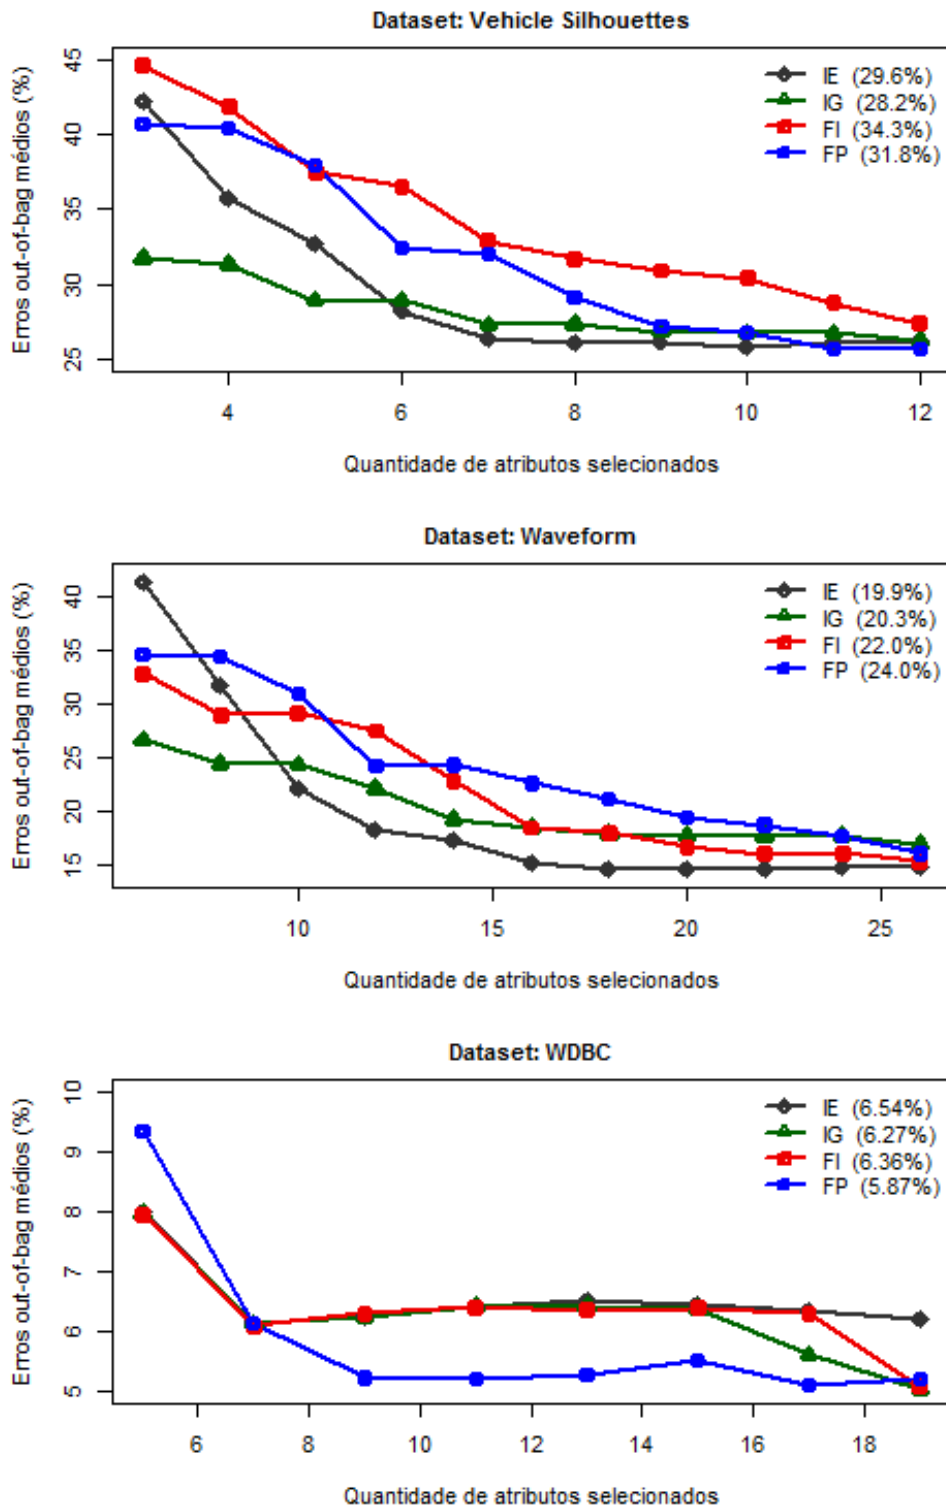 Dataset: Vehicle Silhouettes
Erros out-of-bag médios (%)
45
40
35
30
25
IE (29.6%)
IG (28.2%)
FI (34.3%)
FP (31.8%)
4 6 8 10 12
Quantidade de atributos selecionados
Dataset: Waveform
Erros out-of-bag médios (%)
40
35
30
25
20
15
IE (19.9%)
IG (20.3%)
FI (22.0%)
FP (24.0%)
10 15 20 25
Quantidade de atributos selecionados
Dataset: WDBC
Erros out-of-bag médios (%)
10
9
8
7
6
5
IE (6.54%)
IG (6.27%)
FI (6.36%)
FP (5.87%)
6 8 10 12 14 16 18
Quantidade de atributos selecionados